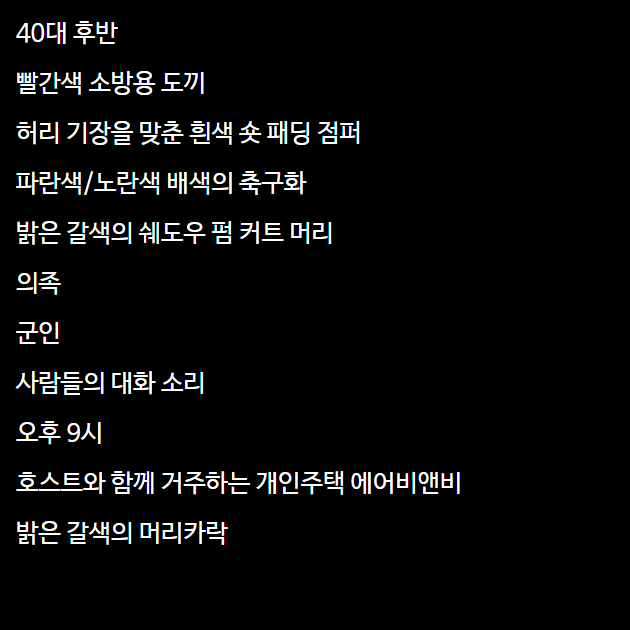 40대 후반
빨간색 소방용 도끼
허리 기장을 맞춘 흰색 숏 패딩 점퍼
파란색/노란색 배색의 축구화
밝은 갈색의 쉐도우 펌 커트 머리
의족
군인
사람들의 대화 소리
오후 9시
호스트와 함께 거주하는 개인주택 에어비앤비
밝은 갈색의 머리카락